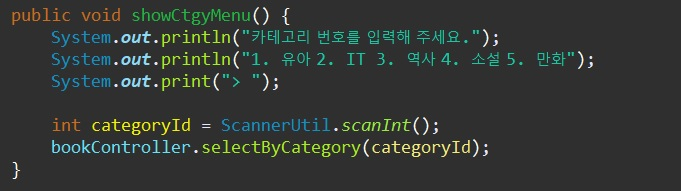 public void showCtgyMenu() {
    System.out.println("카테고리 번호를 입력해 주세요.");
    System.out.println("1. 유아 2. IT 3. 역사 4. 소설 5. 만화");
    System.out.print("> ");

    int categoryId = ScannerUtil.scanInt();
    bookController.selectByCategory(categoryId);
}